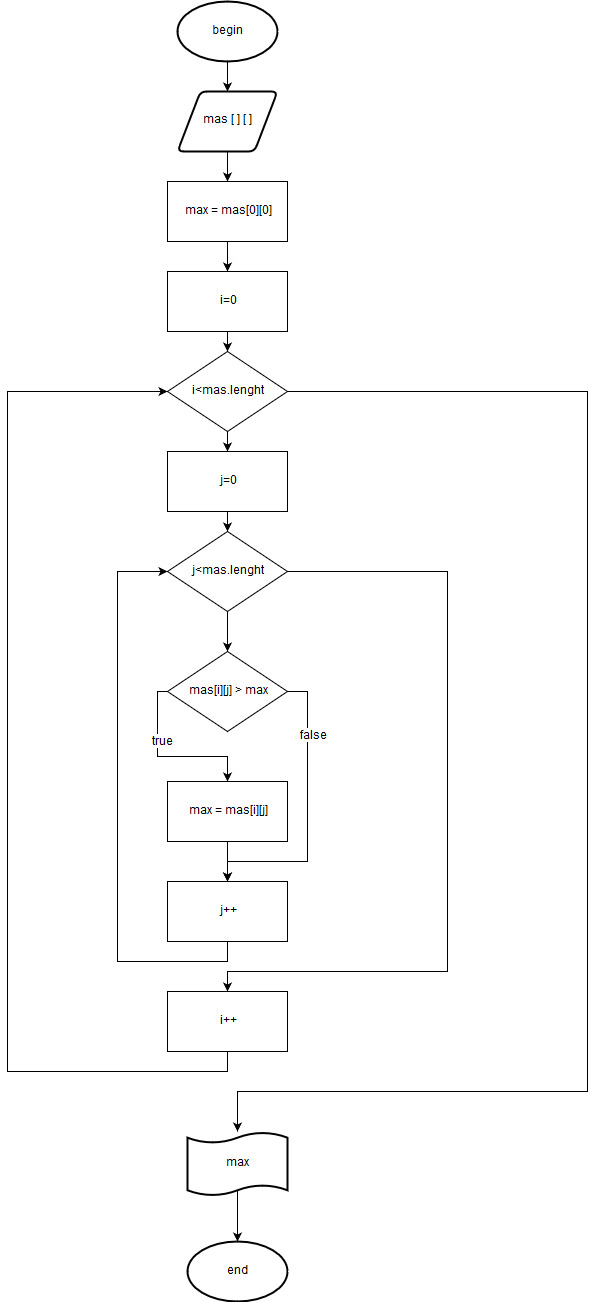 begin
mas [ ] [ ]
max = mas[0][0]
i=0
i<mas.lenght
j=0
j<mas.lenght
mas[i][j] > max
true
false
max = mas[i][j]
j++
i++
max
end